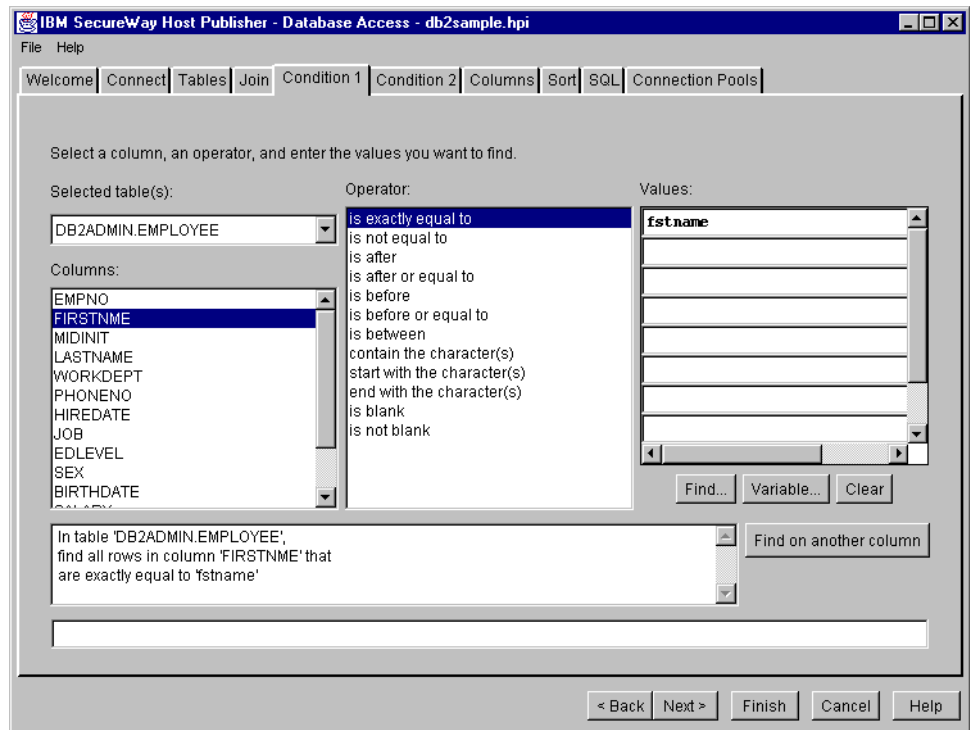 IBM SecureWay Host Publisher - Database Access - db2sample.hpi
File Help
Welcome Connect Tables Join Condition 1 Condition 2 Columns Sort SQL Connection Pools
Select a column, an operator, and enter the values you want to find.
Selected table(s):
DB2ADMIN.EMPLOYEE
Columns:
EMPNO
FIRSTNME
MIDINIT
LASTNAME
WORKDEPT
PHONENO
HIREDATE
JOB
EDLEVEL
SEX
BIRTHDATE
Operator:
is exactly equal to
is not equal to
is after
is after or equal to
is before
is before or equal to
is between
contain the character(s)
start with the character(s)
end with the character(s)
is blank
is not blank
Values:
fstname
Find... Variable... Clear
In table 'DB2ADMIN.EMPLOYEE',
find all rows in column 'FIRSTNME' that
are exactly equal to 'fstname'
Find on another column
< Back Next > Finish Cancel Help